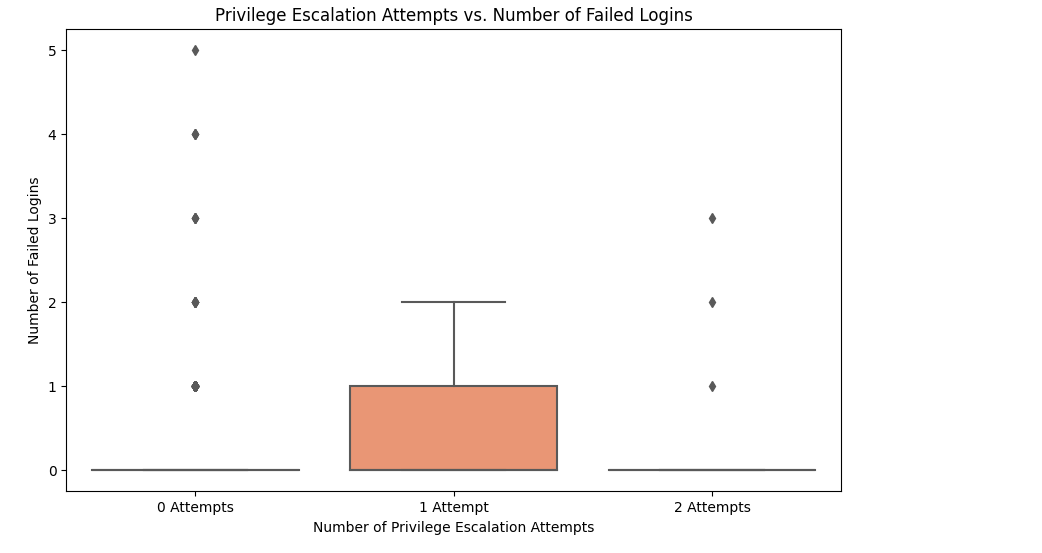 Privilege Escalation Attempts vs. Number of Failed Logins
Number of Failed Logins
5
4
3
2
1
0
0 Attempts
1 Attempt
2 Attempts
Number of Privilege Escalation Attempts